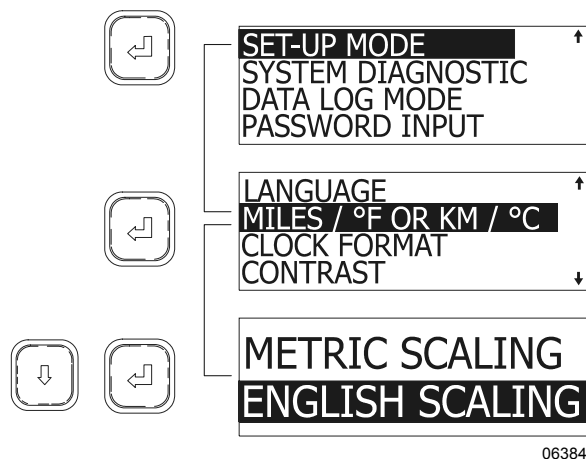 SET-UP MODE
SYSTEM DIAGNOSTIC
DATA LOG MODE
PASSWORD INPUT
LANGUAGE
MILES / °F OR KM / °C
CLOCK FORMAT
CONTRAST
METRIC SCALING
ENGLISH SCALING
06384